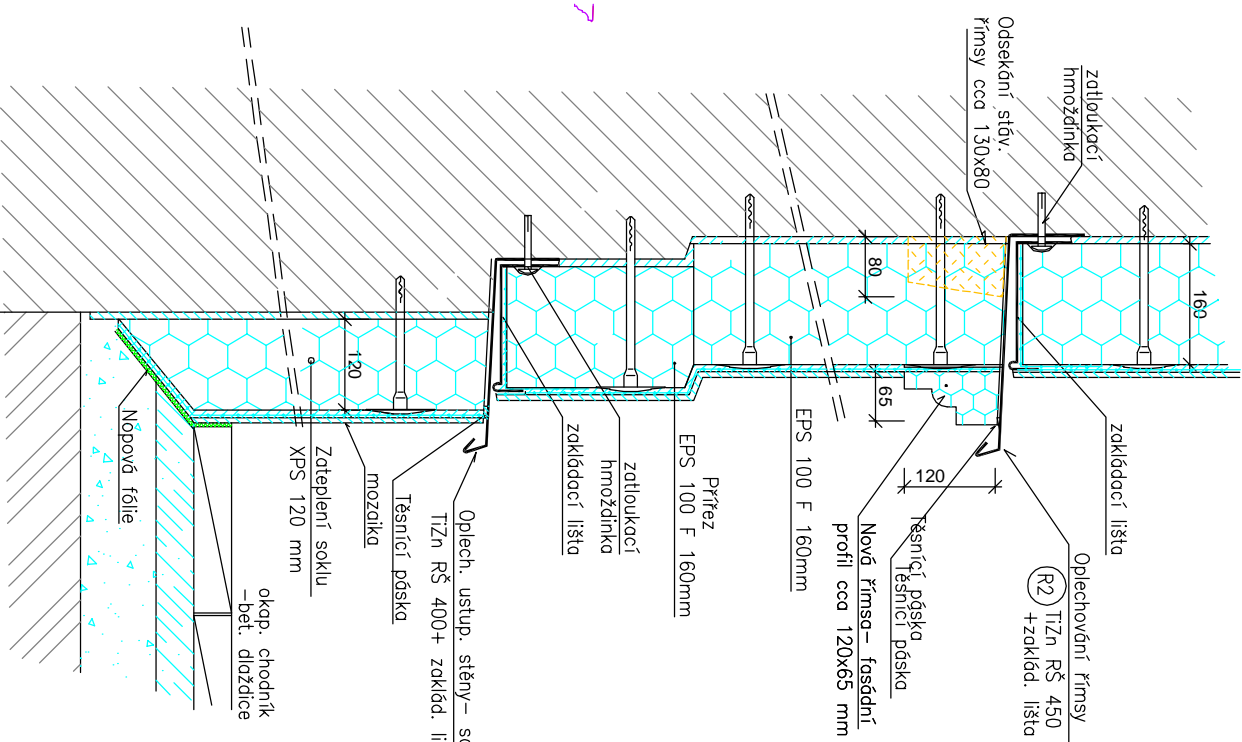 Odsekání stáv.
římsy cca 130x80
zatloukací
hmoždinka
160
80
65
120
120
zakládací lišta
Oplechování římsy
R2 TiZn RŠ 450
+zaklád. lišta
Těsnící páska
Těsnící páska
Nová římsa- fasádní
profil cca 120x65 mm
EPS 100 F 160mm
Přířez
EPS 100 F 160mm
zatloukací
hmoždinka
zakládací lišta
Oplech. ustup. stěny- so
TiZn RŠ 400+ zaklád. li
Těsnící páska
mozaika
Zateplení soklu
XPS 120 mm
okap. chodník
-bet. dlaždice
Nopová fólie